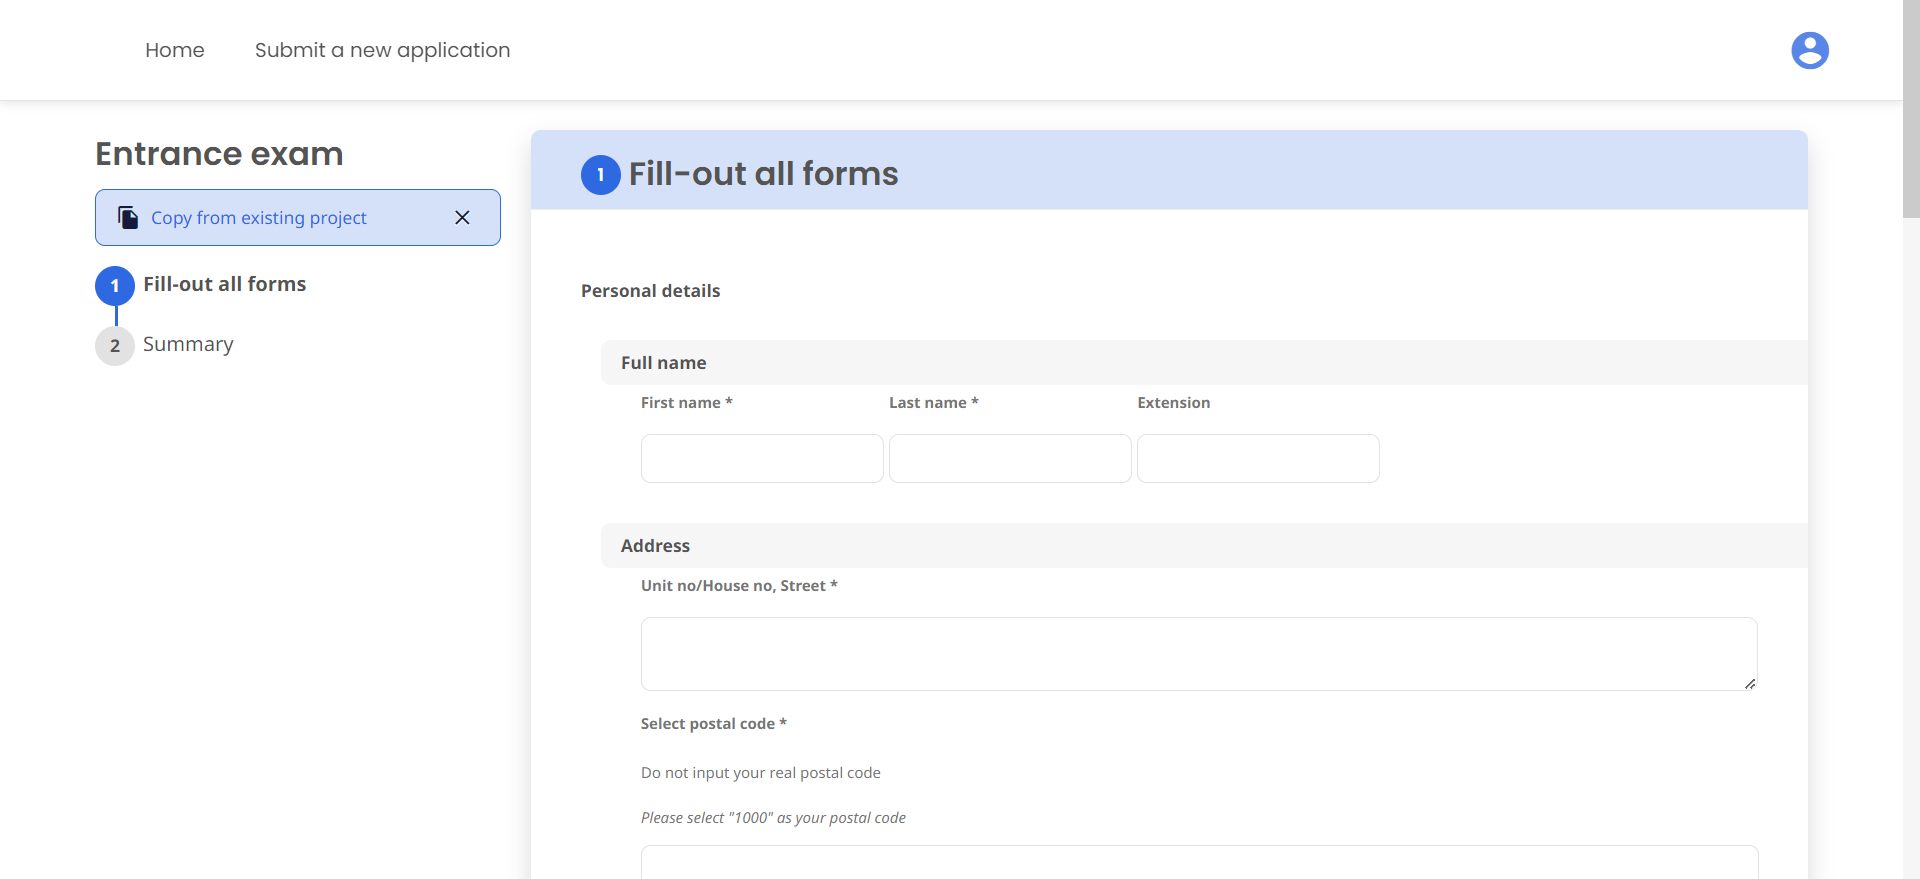 Home Submit a new application
Entrance exam
Copy from existing project
1 Fill-out all forms
2 Summary
1 Fill-out all forms
Personal details
Full name
First name * Last name * Extension
Address
Unit no/House no, Street *
Select postal code *
Do not input your real postal code
Please select "1000" as your postal code